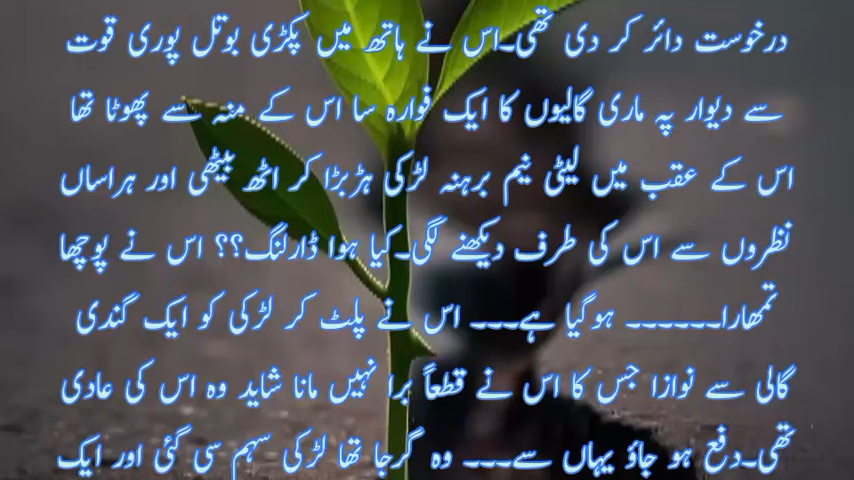 درخوست دائر کر دی تھی۔اس نے ہاتھ میں پکڑی بوتل پوری قوت
سے دیوار پہ ماری گالیوں کا ایک فوارہ سا اس کے منہ سے پھوٹا تھا
اس کے عقب میں لیٹی نیم برہنہ لڑکی ہڑبڑا کر اٹھ بیٹھی اور ہراساں
نظروں سے اس کی طرف دیکھنے لگی۔کیا ہوا ڈارلنگ؟؟ اس نے پوچھا
تمھارا۔۔۔۔۔۔ ہوگیا ہے۔۔۔ اس نے پلٹ کر لڑکی کو ایک گندی
گالی سے نوازا جس کا اس نے قطعاً برا نہیں مانا شاید وہ اس کی عادی
تھی۔دفع ہو جاؤ یہاں سے۔۔۔ وہ گرجا تھا لڑکی سہم سی گئی اور ایک